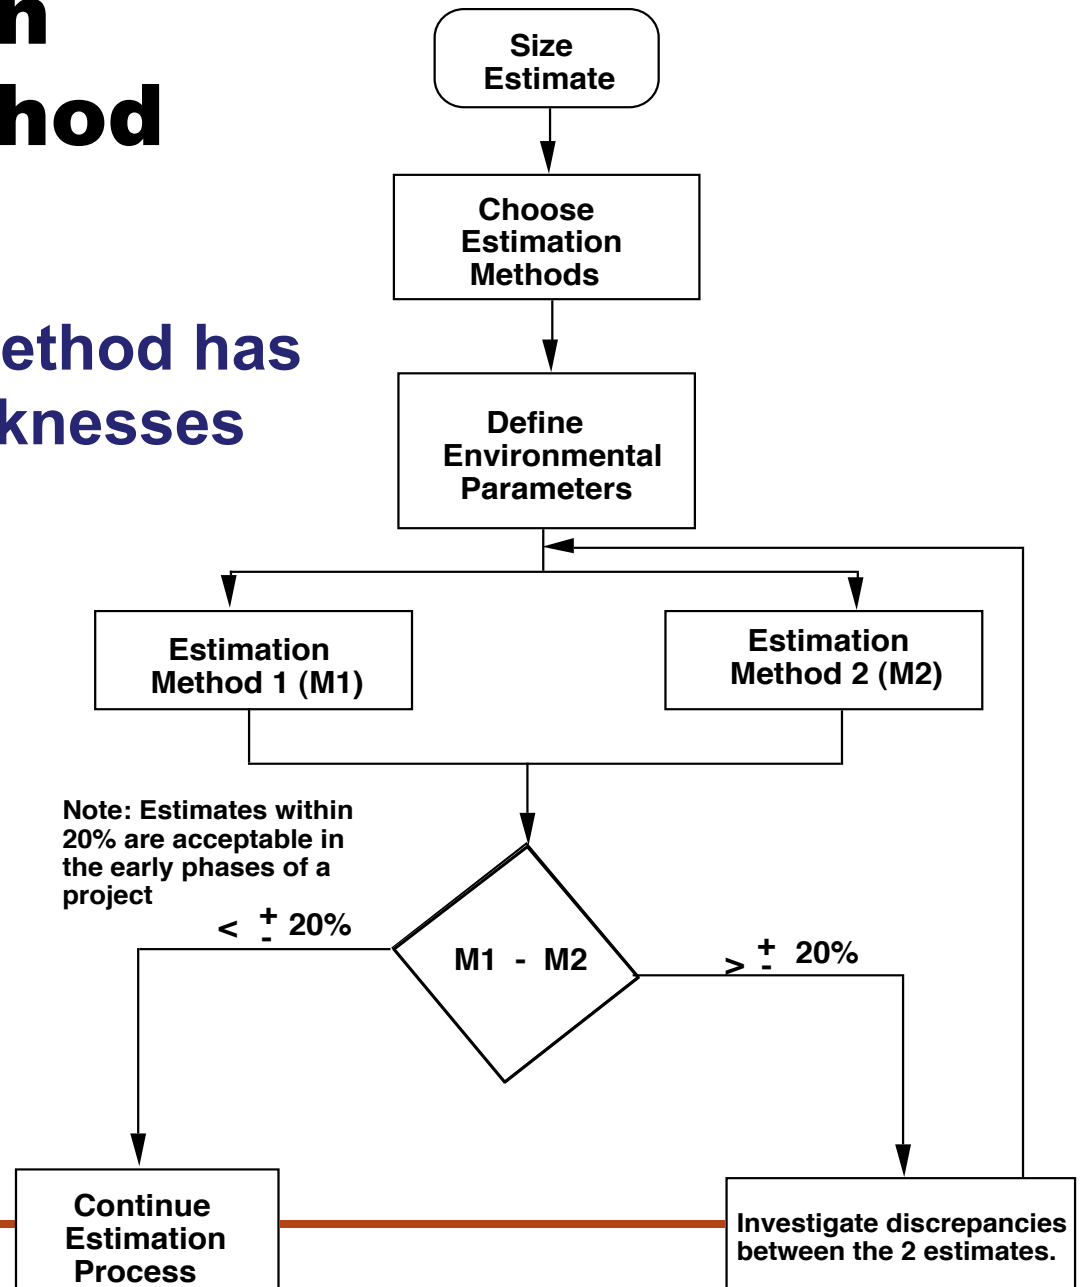 n
hod
ethod has
knesses
Size
Estimate
Choose
Estimation
Methods
Define
Environmental
Parameters
Estimation
Method 1 (M1)
Estimation
Method 2 (M2)
Note: Estimates within
20% are acceptable in
the early phases of a
project
< ± 20%
M1 - M2
> ± 20%
Continue
Estimation
Process
Investigate discrepancies
between the 2 estimates.